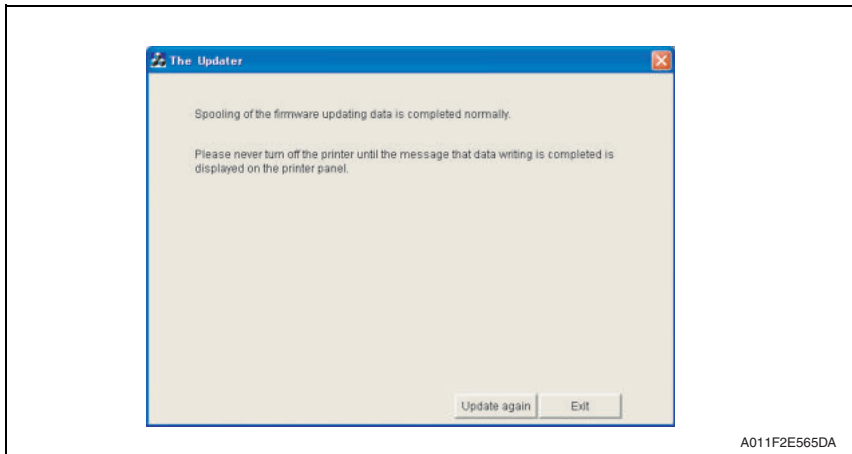 The Updater
Spooling of the firmware updating data is completed normally.
Please never turn off the printer until the message that data writing is completed is
displayed on the printer panel.
Update again
Exit
A011F2E565DA